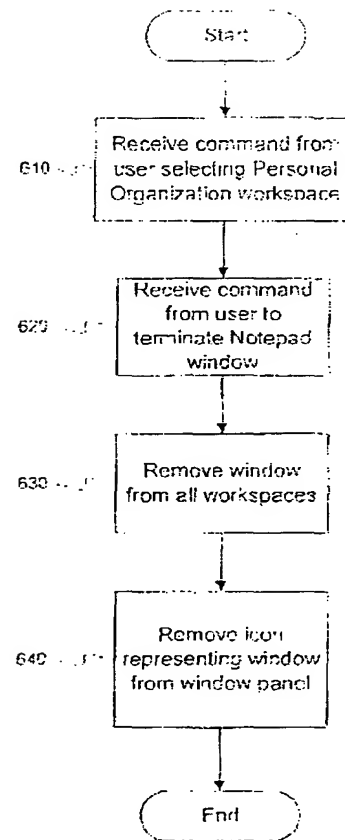 Start
610
Receive command from
user selecting Personal
Organization workspace
620
Receive command
from user to
terminate Notepad
window
630
Remove window
from all workspaces
640
Remove icon
representing window
from window panel
End